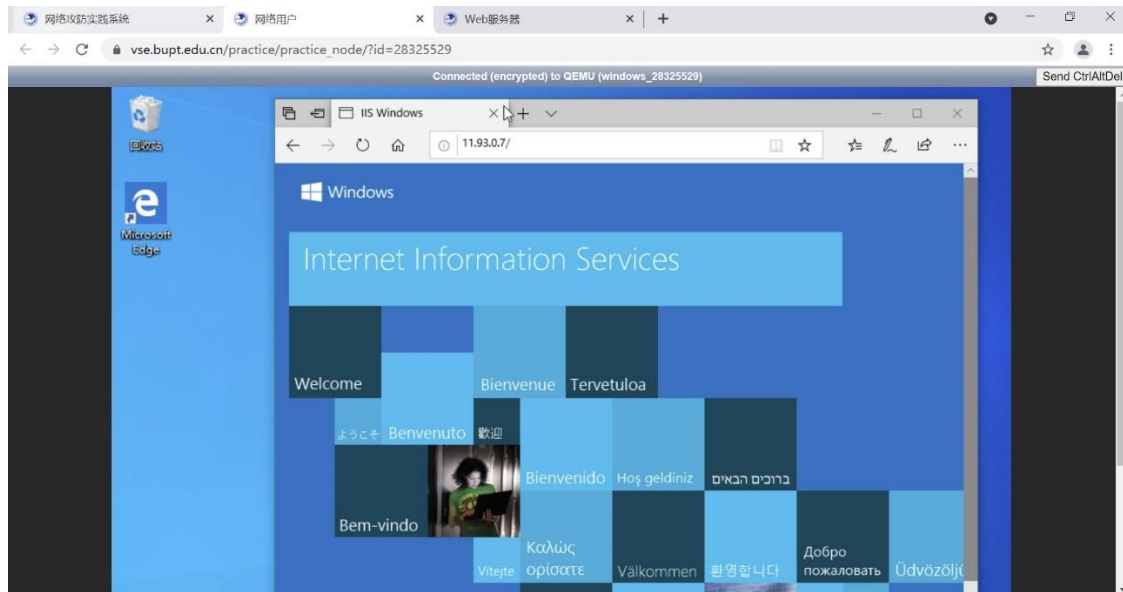 网络攻防实践系统
网络用户
Web服务器
vse.bupt.edu.cn/practice/practice_node/?id=28325529
Connected (encrypted) to QEMU (windows_28325529)
Send CtrlAltDel
回收站
Microsoft
Edge
IIS Windows
11.93.0.7/
Windows
Internet Information Services
Welcome
Bienvenue
Tervetuloa
ようこそ
Benvenuto
歡迎
Bienvenido
Hoş geldiniz
ברוכים הבאים
Bem-vindo
Vítejte
Καλώς
ορίσατε
Välkommen
환영합니다
Добро
пожаловать
Üdvözölj